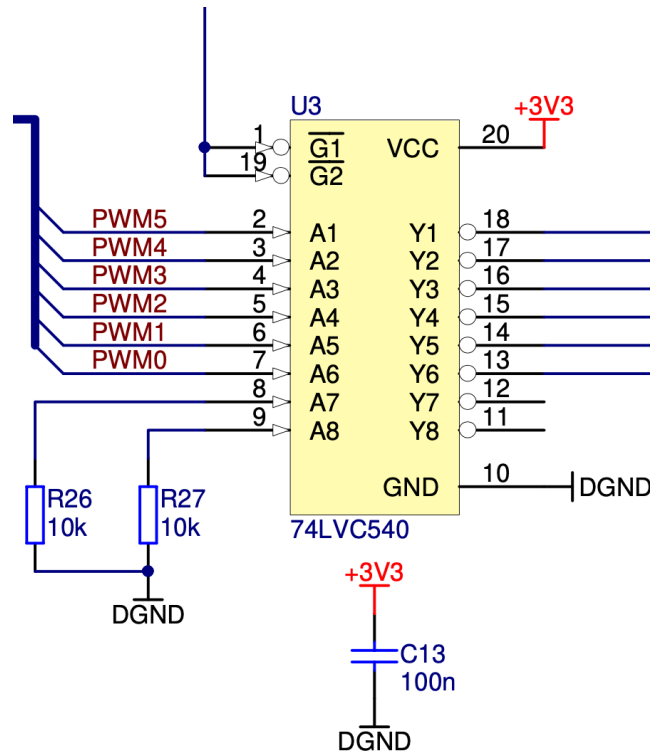 U3
+3V3
1
G1
VCC
20
19
G2
PWM5
2
A1
Y1
18
PWM4
3
A2
Y2
17
PWM3
4
A3
Y3
16
PWM2
5
A4
Y4
15
PWM1
6
A5
Y5
14
PWM0
7
A6
Y6
13
8
A7
Y7
12
9
A8
Y8
11
GND
10
DGND
R26
10k
R27
10k
74LVC540
DGND
+3V3
C13
100n
DGND